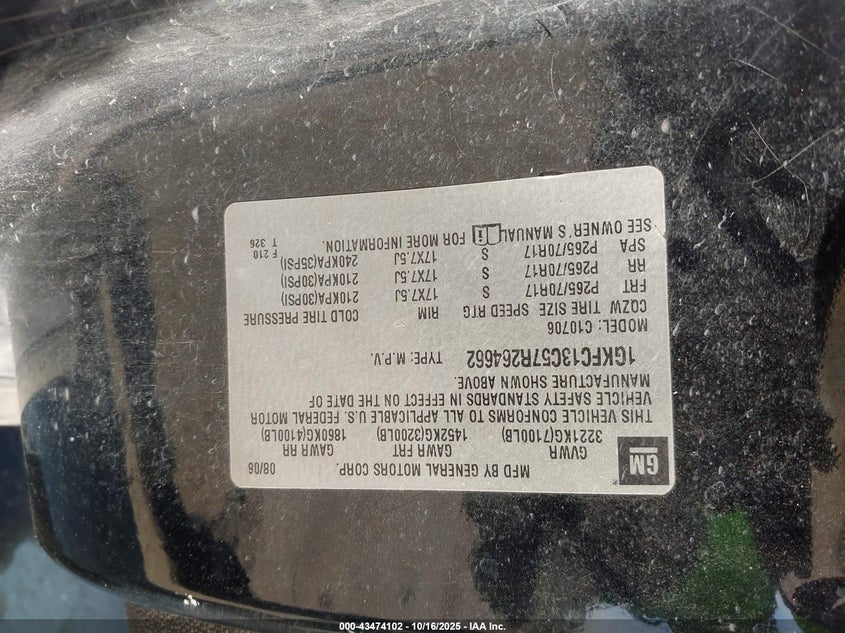 GM
MFD BY GENERAL MOTORS CORP. 08/06
GVWR GAWR FRT GAWR RR
3221KG(7100LB) 1452KG(3200LB) 1860KG(4100LB)
THIS VEHICLE CONFORMS TO ALL APPLICABLE U.S. FEDERAL MOTOR
VEHICLE SAFETY STANDARDS IN EFFECT ON THE DATE OF
MANUFACTURE SHOWN ABOVE.
1GKFC13C57R264662 TYPE: M.P.V.
MODEL: C10706
CQZW TIRE SIZE SPEED RTG RIM COLD TIRE PRESSURE
FRT P265/70R17 S 17X7.5J 210KPA(30PSI)
RR P265/70R17 S 17X7.5J 210KPA(30PSI)
SPA P265/70R17 S 17X7.5J 240KPA(35PSI)
SEE OWNER'S MANUAL FOR MORE INFORMATION.
F 210
T 326
000-43474102 - 10/16/2025 - IAA Inc.